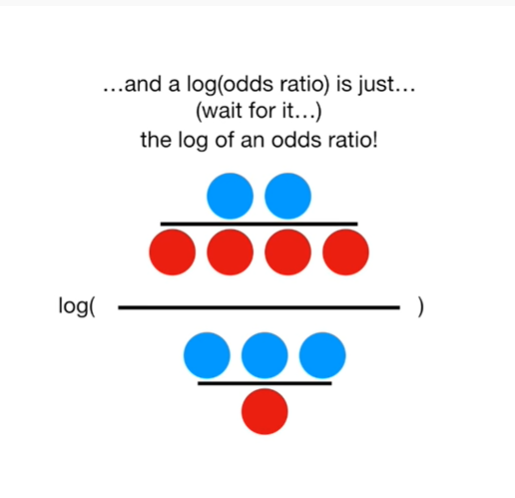 ...and a log(odds ratio) is just...
(wait for it...)
the log of an odds ratio!
log( )